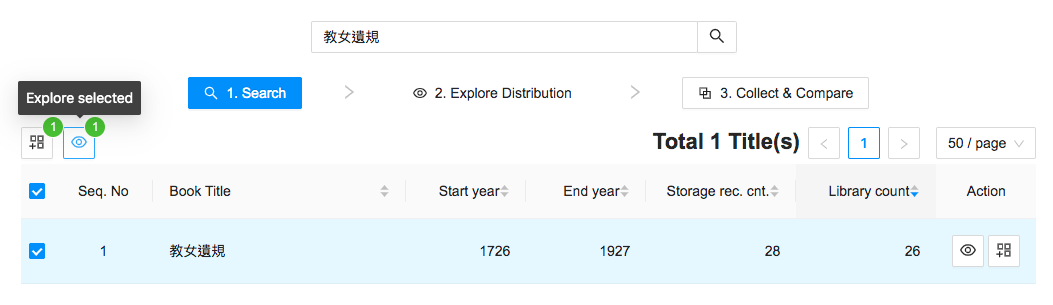 教女遺規
1. Search
2. Explore Distribution
3. Collect & Compare
Explore selected
1
1
Total 1 Title(s)
1
50 / page
Seq. No Book Title Start year End year Storage rec. cnt. Library count Action
1 教女遺規 1726 1927 28 26